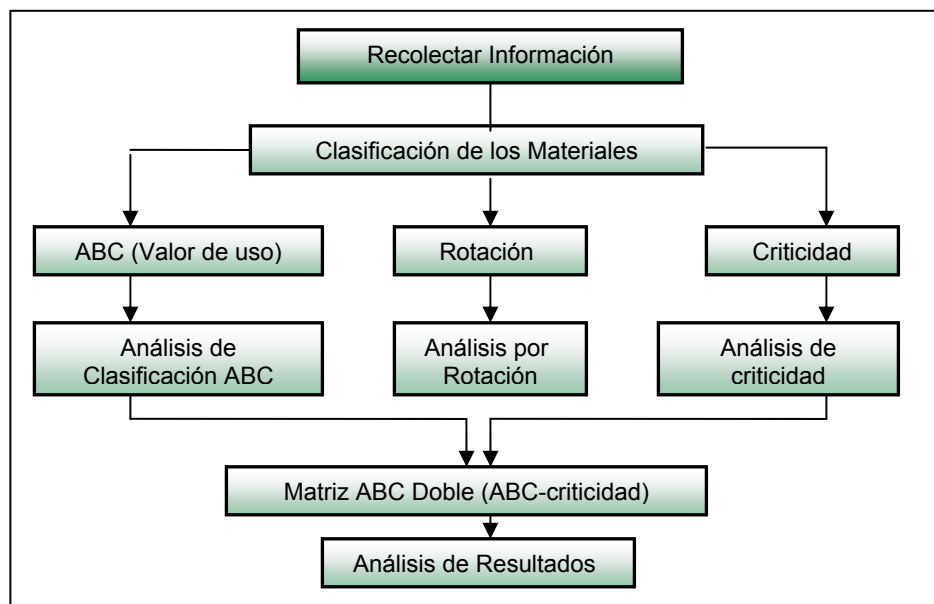 Recolectar Información
Clasificación de los Materiales
ABC (Valor de uso)
Rotación
Criticidad
Análisis de
Clasificación ABC
Análisis por
Rotación
Análisis de
criticidad
Matriz ABC Doble (ABC-criticidad)
Análisis de Resultados